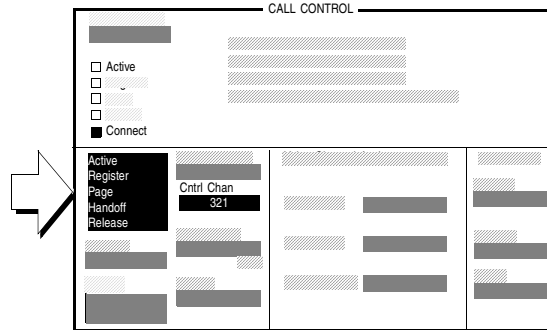 CALL CONTROL
Active
Connect
Active
Register
Page
Handoff
Release
Cntrl Chan
321